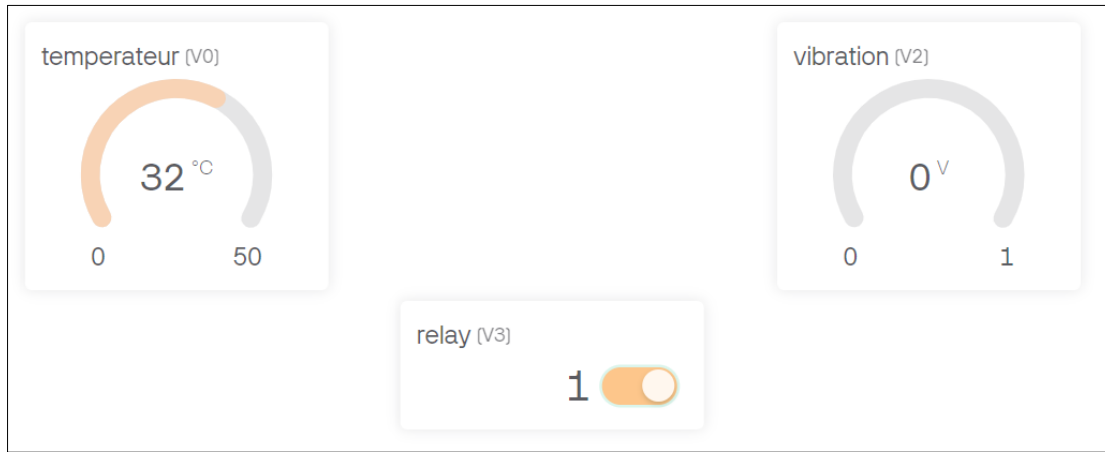 temperateur (V0)
32 °C
0 50
vibration (V2)
0 V
0 1
relay (V3)
1